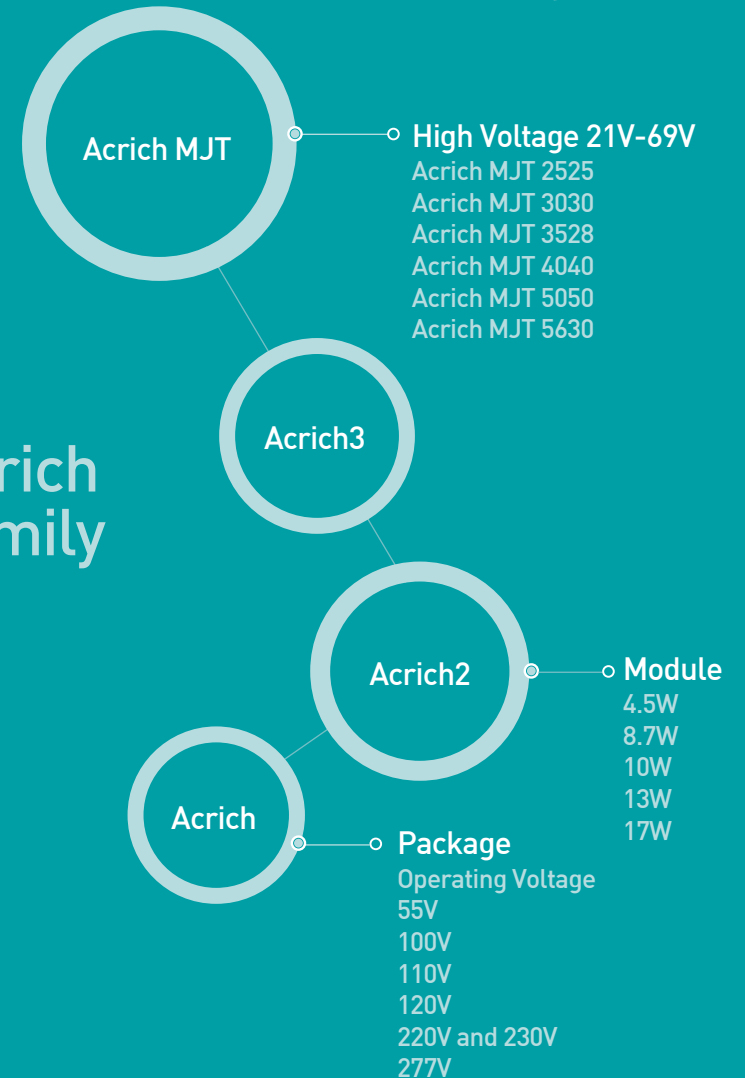 Acrich MJT
High Voltage 21V-69V
Acrich MJT 2525
Acrich MJT 3030
Acrich MJT 3528
Acrich MJT 4040
Acrich MJT 5050
Acrich MJT 5630
Acrich3
rich
mily
Acrich2
Module
4.5W
8.7W
10W
13W
17W
Acrich
Package
Operating Voltage
55V
100V
110V
120V
220V and 230V
277V